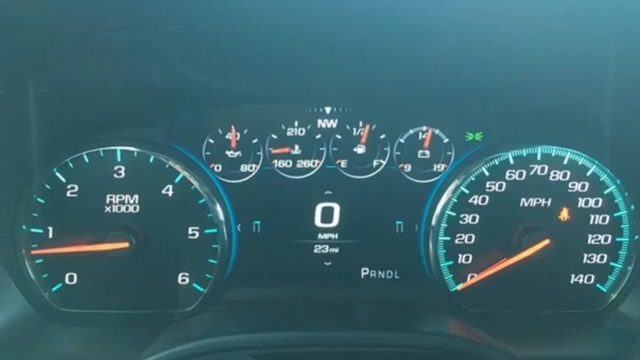 NW
40
0 80
210
160 260
1/2
E F
14
9 19
RPM
x1000
0 1 2 3 4 5 6
0
MPH
23 mi
PRNDL
MPH
0 10 20 30 40 50 60 70 80 90 100 110 120 130 140